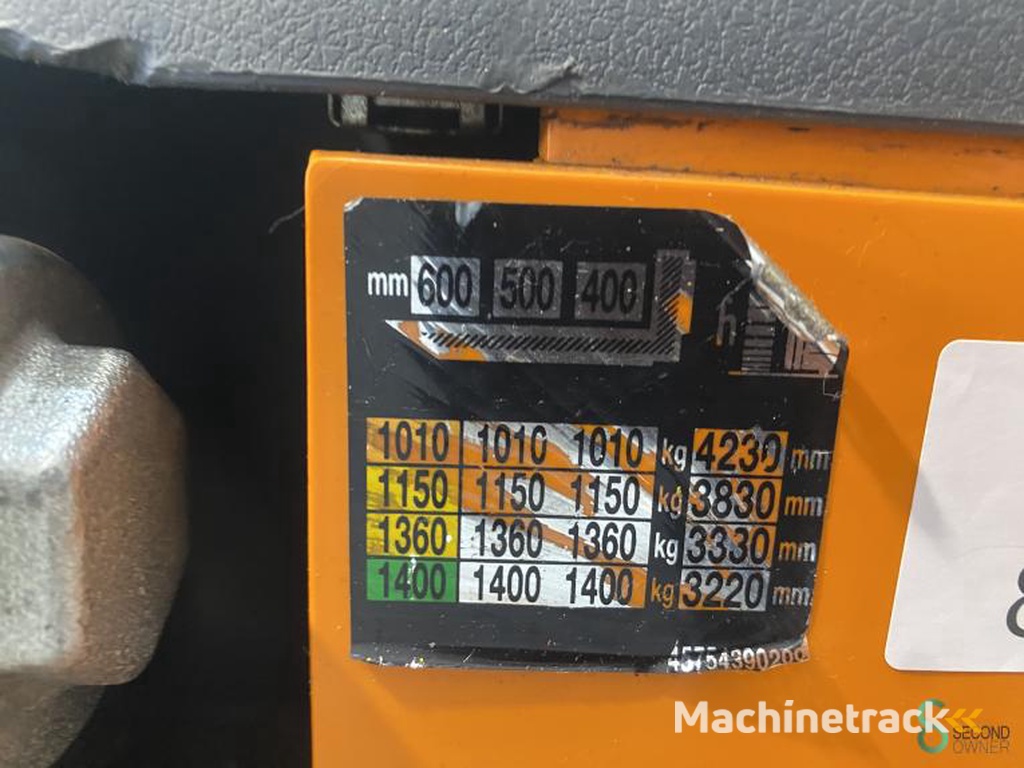 mm 600 500 400
h
1010 1010 1010 kg 4230 mm
1150 1150 1150 kg 3830 mm
1360 1360 1360 kg 3330 mm
1400 1400 1400 kg 3220 mm
Machinetrack
SECOND
OWNER